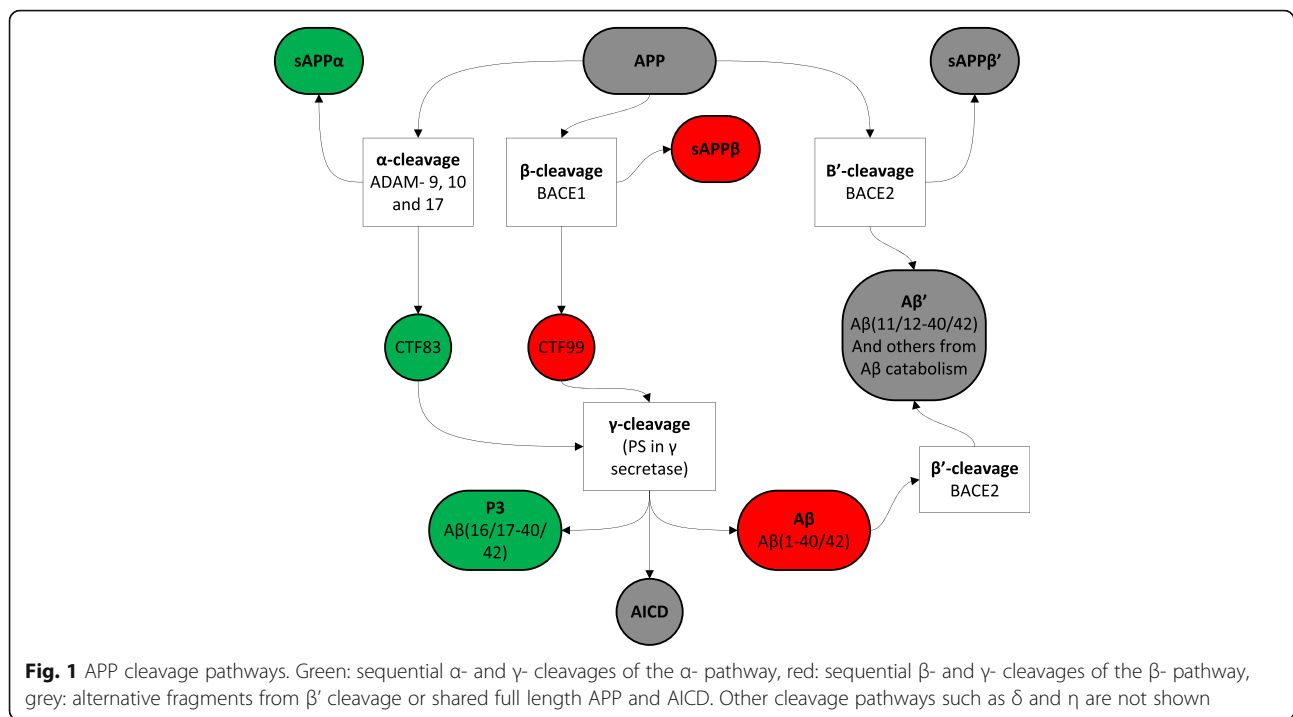 sAPPα
APP
sAPPβ’
α-cleavage
ADAM- 9, 10
and 17
β-cleavage
BACE1
sAPPβ
B’-cleavage
BACE2
Aβ’
Aβ(11/12-40/42)
And others from
Aβ catabolism
CTF83
CTF99
γ-cleavage
(PS in γ
secretase)
β’-cleavage
BACE2
P3
Aβ(16/17-40/
42)
Aβ
Aβ(1-40/42)
AICD
Fig. 1 APP cleavage pathways. Green: sequential α- and γ- cleavages of the α- pathway, red: sequential β- and γ- cleavages of the β- pathway,
grey: alternative fragments from β’ cleavage or shared full length APP and AICD. Other cleavage pathways such as δ and η are not shown